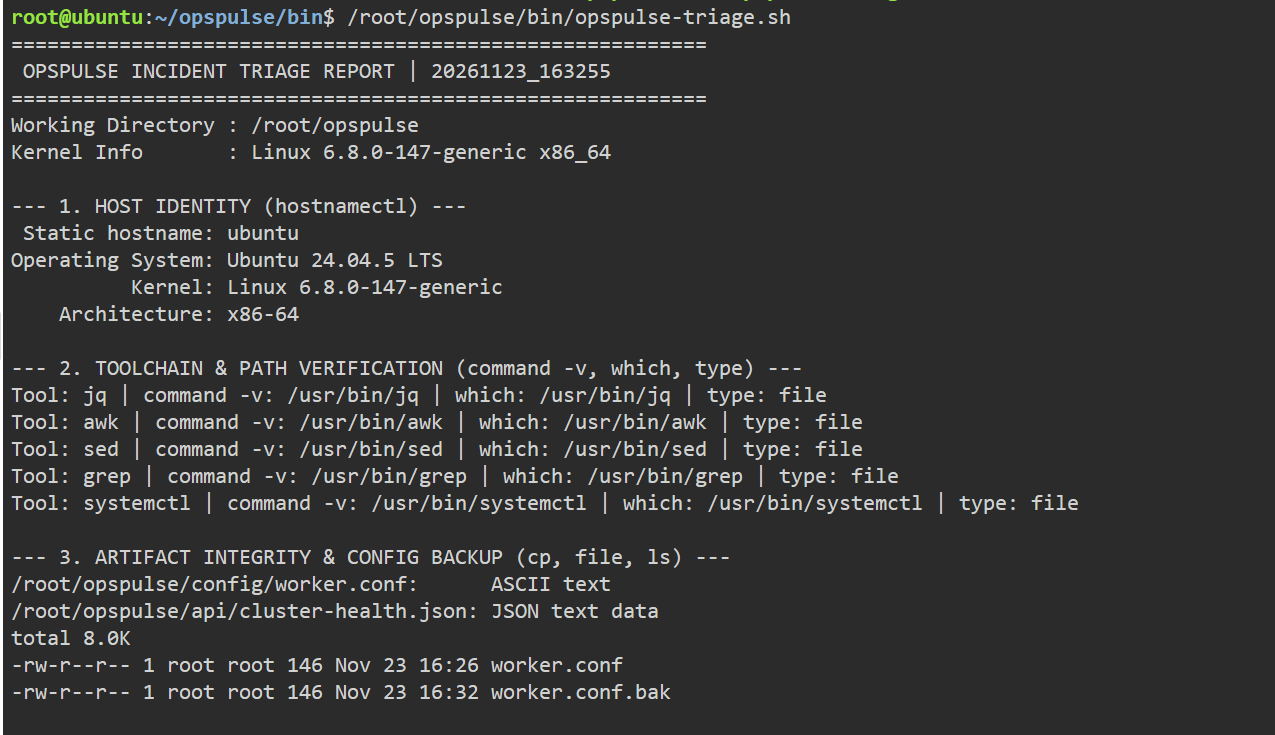 root@ubuntu:~/opspulse/bin$ /root/opspulse/bin/opspulse-triage.sh
==========================================================
 OPSPULSE INCIDENT TRIAGE REPORT | 20261123_163255
==========================================================
Working Directory : /root/opspulse
Kernel Info       : Linux 6.8.0-147-generic x86_64

--- 1. HOST IDENTITY (hostnamectl) ---
 Static hostname: ubuntu
Operating System: Ubuntu 24.04.5 LTS
          Kernel: Linux 6.8.0-147-generic
    Architecture: x86-64

--- 2. TOOLCHAIN & PATH VERIFICATION (command -v, which, type) ---
Tool: jq | command -v: /usr/bin/jq | which: /usr/bin/jq | type: file
Tool: awk | command -v: /usr/bin/awk | which: /usr/bin/awk | type: file
Tool: sed | command -v: /usr/bin/sed | which: /usr/bin/sed | type: file
Tool: grep | command -v: /usr/bin/grep | which: /usr/bin/grep | type: file
Tool: systemctl | command -v: /usr/bin/systemctl | which: /usr/bin/systemctl | type: file

--- 3. ARTIFACT INTEGRITY & CONFIG BACKUP (cp, file, ls) ---
/root/opspulse/config/worker.conf:      ASCII text
/root/opspulse/api/cluster-health.json: JSON text data
total 8.0K
-rw-r--r-- 1 root root 146 Nov 23 16:26 worker.conf
-rw-r--r-- 1 root root 146 Nov 23 16:32 worker.conf.bak